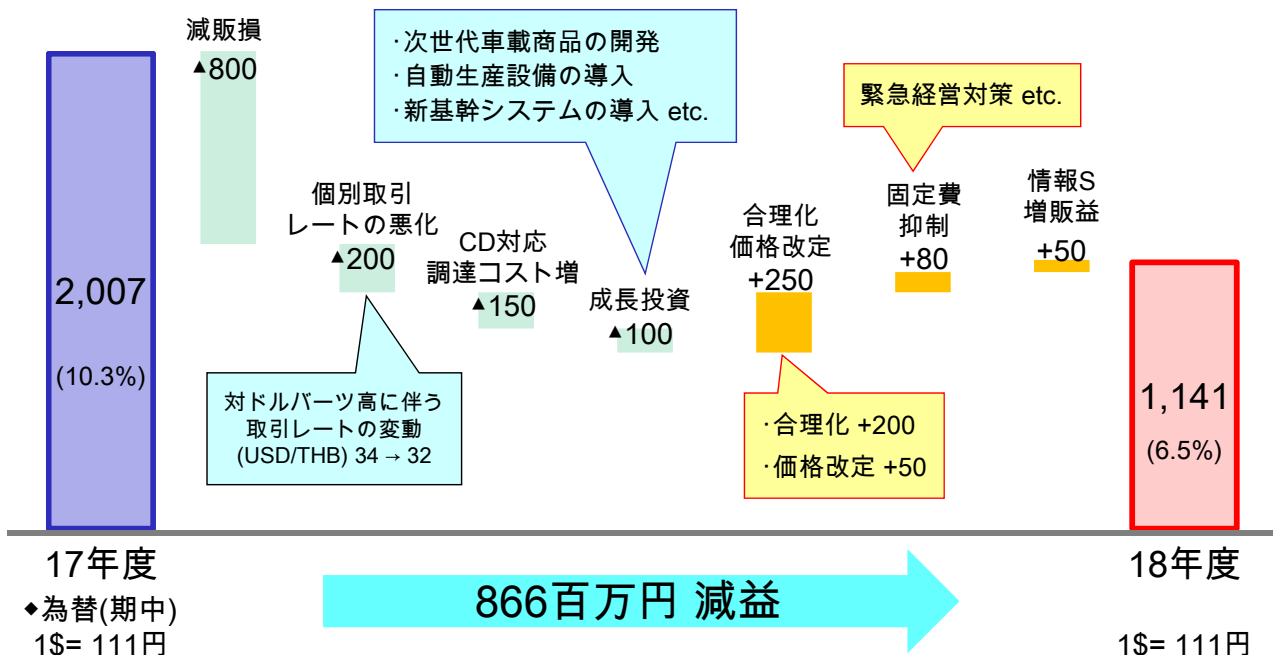 減販損
▲800
・次世代車載商品の開発
・自動生産設備の導入
・新基幹システムの導入 etc.
緊急経営対策 etc.
個別取引
レートの悪化
▲200
CD対応
調達コスト増
▲150
成長投資
▲100
合理化
価格改定
+250
固定費
抑制
+80
情報S
増販益
+50
2,007
(10.3%)
対ドルバーツ高に伴う
取引レートの変動
(USD/THB) 34 → 32
・合理化 +200
・価格改定 +50
1,141
(6.5%)
17年度
18年度
866百万円 減益
◆為替(期中)
1$= 111円
1$= 111円